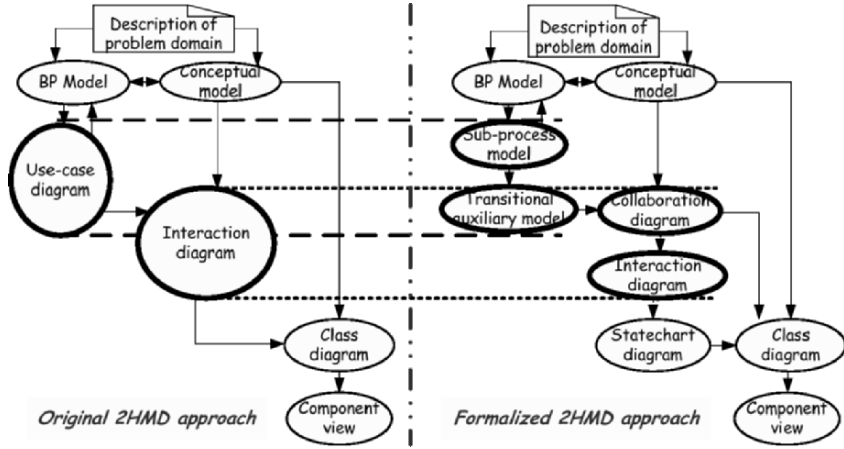 Description of
problem domain
BP Model
Conceptual
model
Use-case
diagram
Interaction
diagram
Class
diagram
Component
view
Original 2HMD approach
Description of
problem domain
BP Model
Conceptual
model
Sub-process
model
Transitional
auxiliary model
Collaboration
diagram
Interaction
diagram
Statechart
diagram
Class
diagram
Component
view
Formalized 2HMD approach